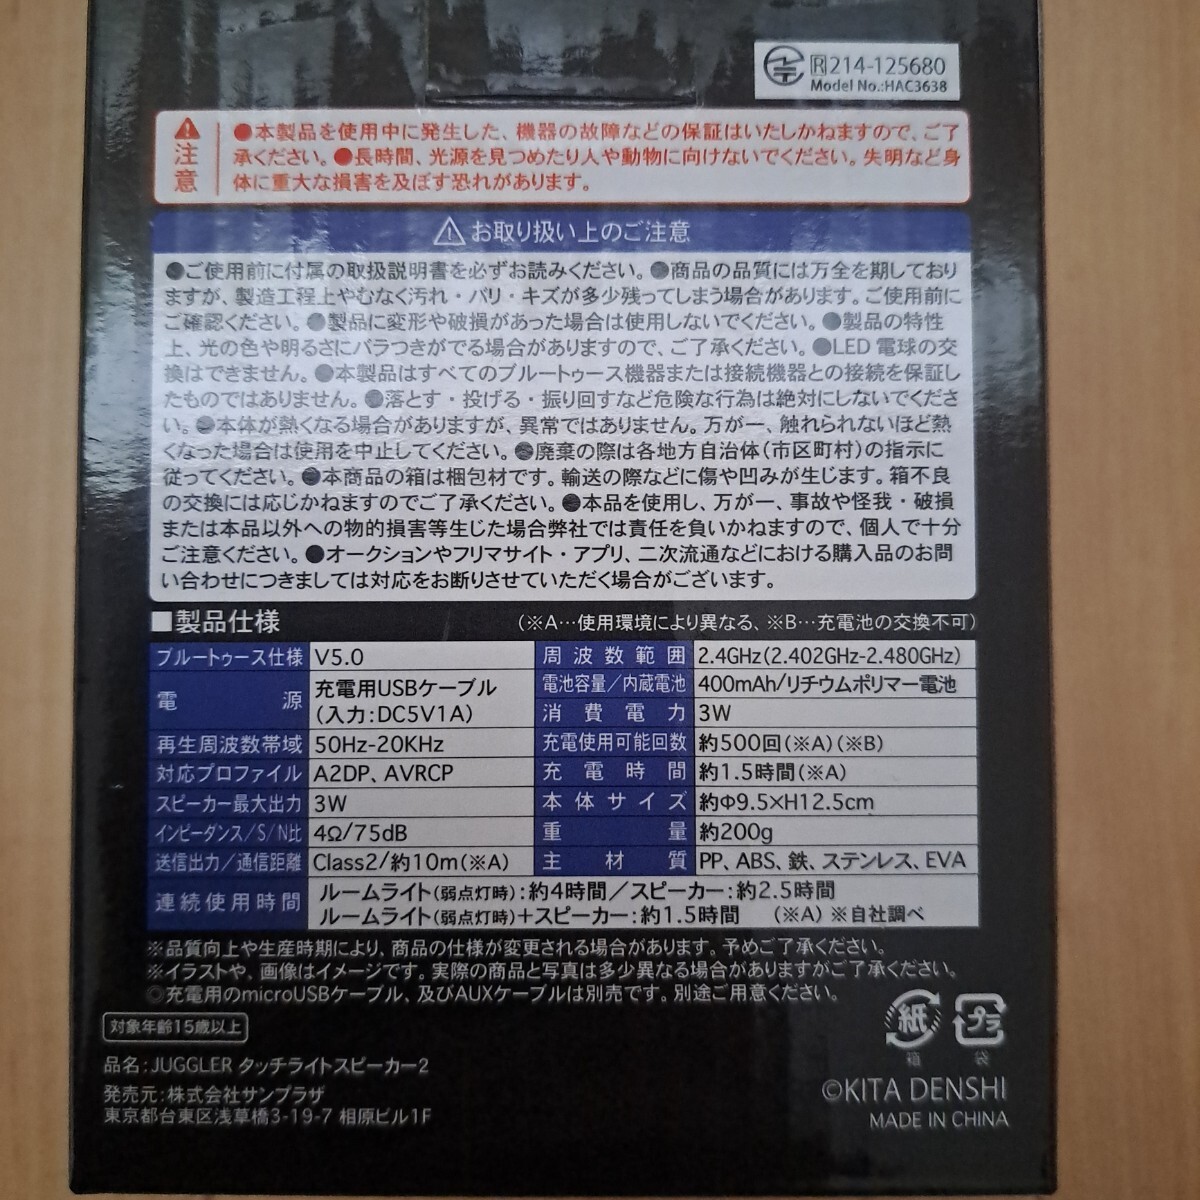 R 214-125680
Model No.:HAC3638
注意
●本製品を使用中に発生した、機器の故障などの保証はいたしかねますので、ご了
承ください。●長時間、光源を見つめたり人や動物に向けないでください。失明など身
体に重大な損害を及ぼす恐れがあります。
お取り扱い上のご注意
●ご使用前に付属の取扱説明書を必ずお読みください。●商品の品質には万全を期しており
ますが、製造工程上やむなく汚れ・バリ・キズが多少残ってしまう場合があります。ご使用前に
ご確認ください。●製品に変形や破損があった場合は使用しないでください。●製品の特性
上、光の色や明るさにバラつきがでる場合がありますので、ご了承ください。●LED電球の交
換はできません。●本製品はすべてのブルートゥース機器または接続機器との接続を保証し
たものではありません。●落とす・投げる・振り回すなど危険な行為は絶対にしないでくださ
い。●本体が熱くなる場合がありますが、異常ではありません。万が一、触れられないほど熱
くなった場合は使用を中止してください。●廃棄の際は各地方自治体(市区町村)の指示に
従ってください。●本商品の箱は梱包材です。輸送の際などに傷や凹みが生じます。箱不良
の交換には応じかねますのでご了承ください。●本品を使用し、万が一、事故や怪我・破損
または本品以外への物的損害等生じた場合弊社では責任を負いかねますので、個人で十分
ご注意ください。●オークションやフリマサイト・アプリ、二次流通などにおける購入品のお問
い合わせにつきましては対応をお断りさせていただく場合がございます。
■製品仕様 (※A…使用環境により異なる、※B…充電池の交換不可)
ブルートゥース仕様 V5.0 周波数範囲 2.4GHz(2.402GHz-2.480GHz)
電源 充電用USBケーブル
(入力:DC5V1A)
電池容量/内蔵電池 400mAh/リチウムポリマー電池
消費電力 3W
再生周波数帯域 50Hz-20KHz 充電使用可能回数 約500回(※A)(※B)
対応プロファイル A2DP、AVRCP 充電時間 約1.5時間(※A)
スピーカー最大出力 3W 本体サイズ 約Φ9.5×H12.5cm
インピーダンス/S/N比 4Ω/75dB 重量 約200g
送信出力/通信距離 Class2/約10m(※A) 主材質 PP、ABS、鉄、ステンレス、EVA
連続使用時間 ルームライト(弱点灯時):約4時間/スピーカー:約2.5時間
ルームライト(弱点灯時)+スピーカー:約1.5時間 (※A) ※自社調べ
※品質向上や生産時期により、商品の仕様が変更される場合があります。予めご了承ください。
※イラストや、画像はイメージです。実際の商品と写真は多少異なる場合がありますがご了承ください。
◎充電用のmicroUSBケーブル、及びAUXケーブルは別売です。別途ご用意ください。
対象年齢15歳以上
紙 プラ
箱 袋
品名:JUGGLER タッチライトスピーカー2
発売元:株式会社サンプラザ
東京都台東区浅草橋3-19-7 相原ビル1F
©KITA DENSHI
MADE IN CHINA